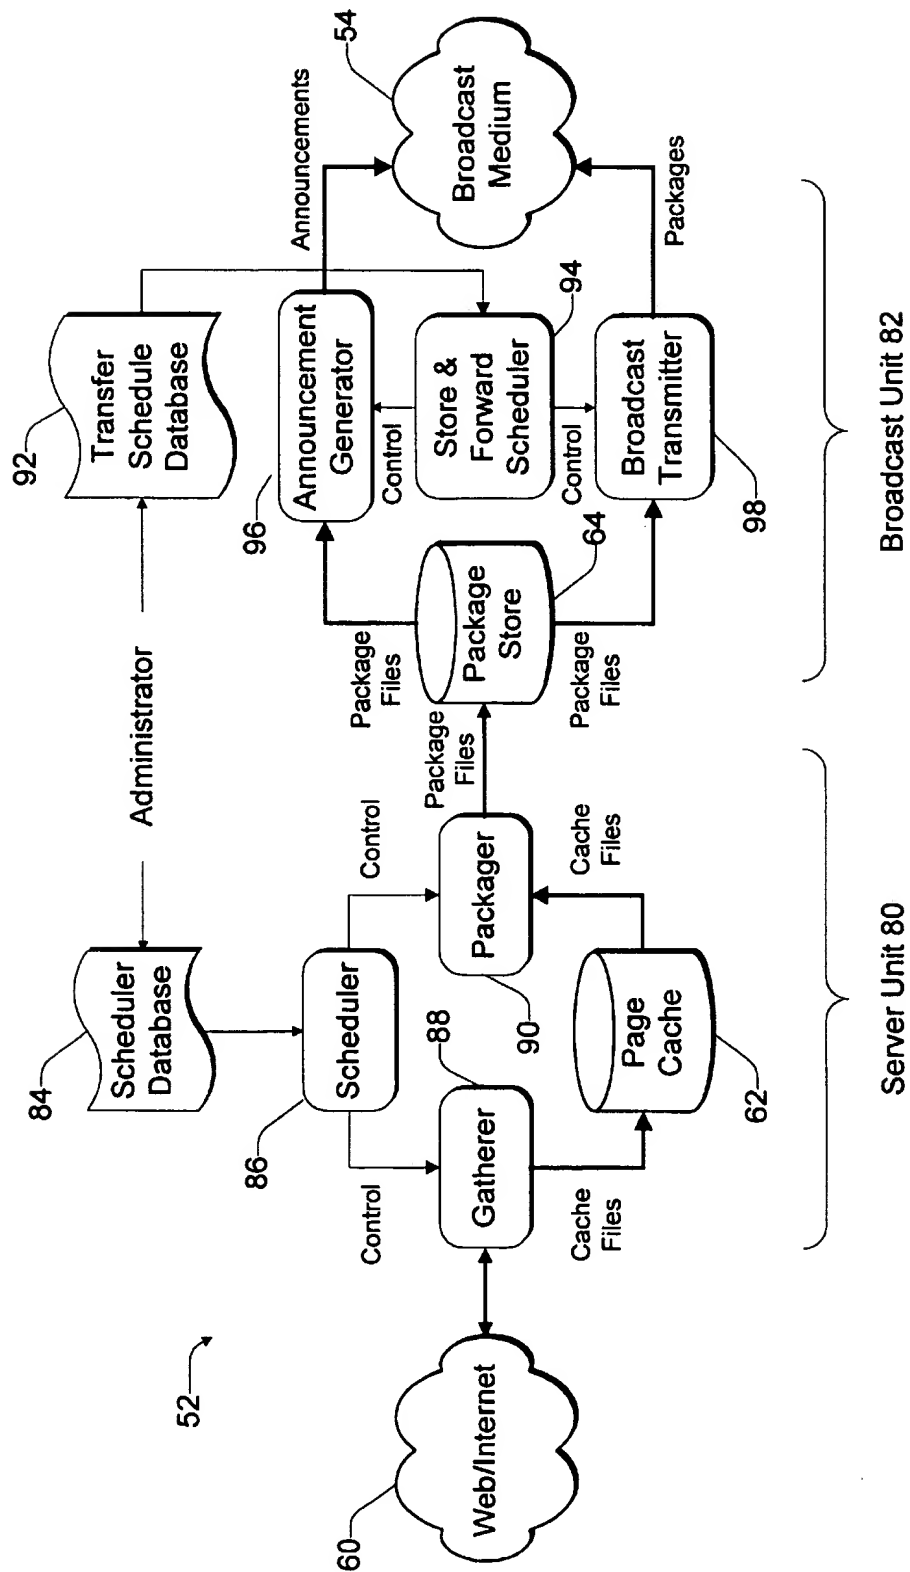 52
84
Scheduler
Database
Administrator
92
Transfer
Schedule
Database
86
Scheduler
Control
Control
96
Announcement
Generator
Announcements
54
60
Web/Internet
Gatherer
88
Packager
90
Package
Files
Package
Files
Package
Store
64
Control
Store &
Forward
Scheduler
94
Control
Broadcast
Medium
Cache
Files
Page
Cache
62
Cache
Files
Package
Files
Broadcast
Transmitter
98
Packages
Server Unit 80
Broadcast Unit 82